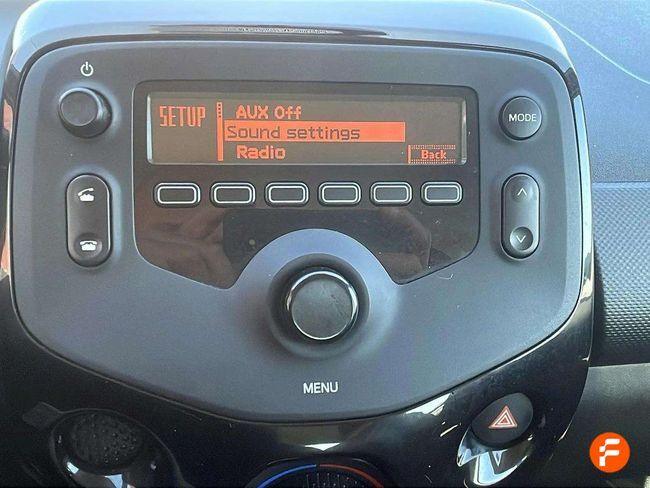 SETUP
AUX Off
Sound settings
Radio
Back
MODE
MENU